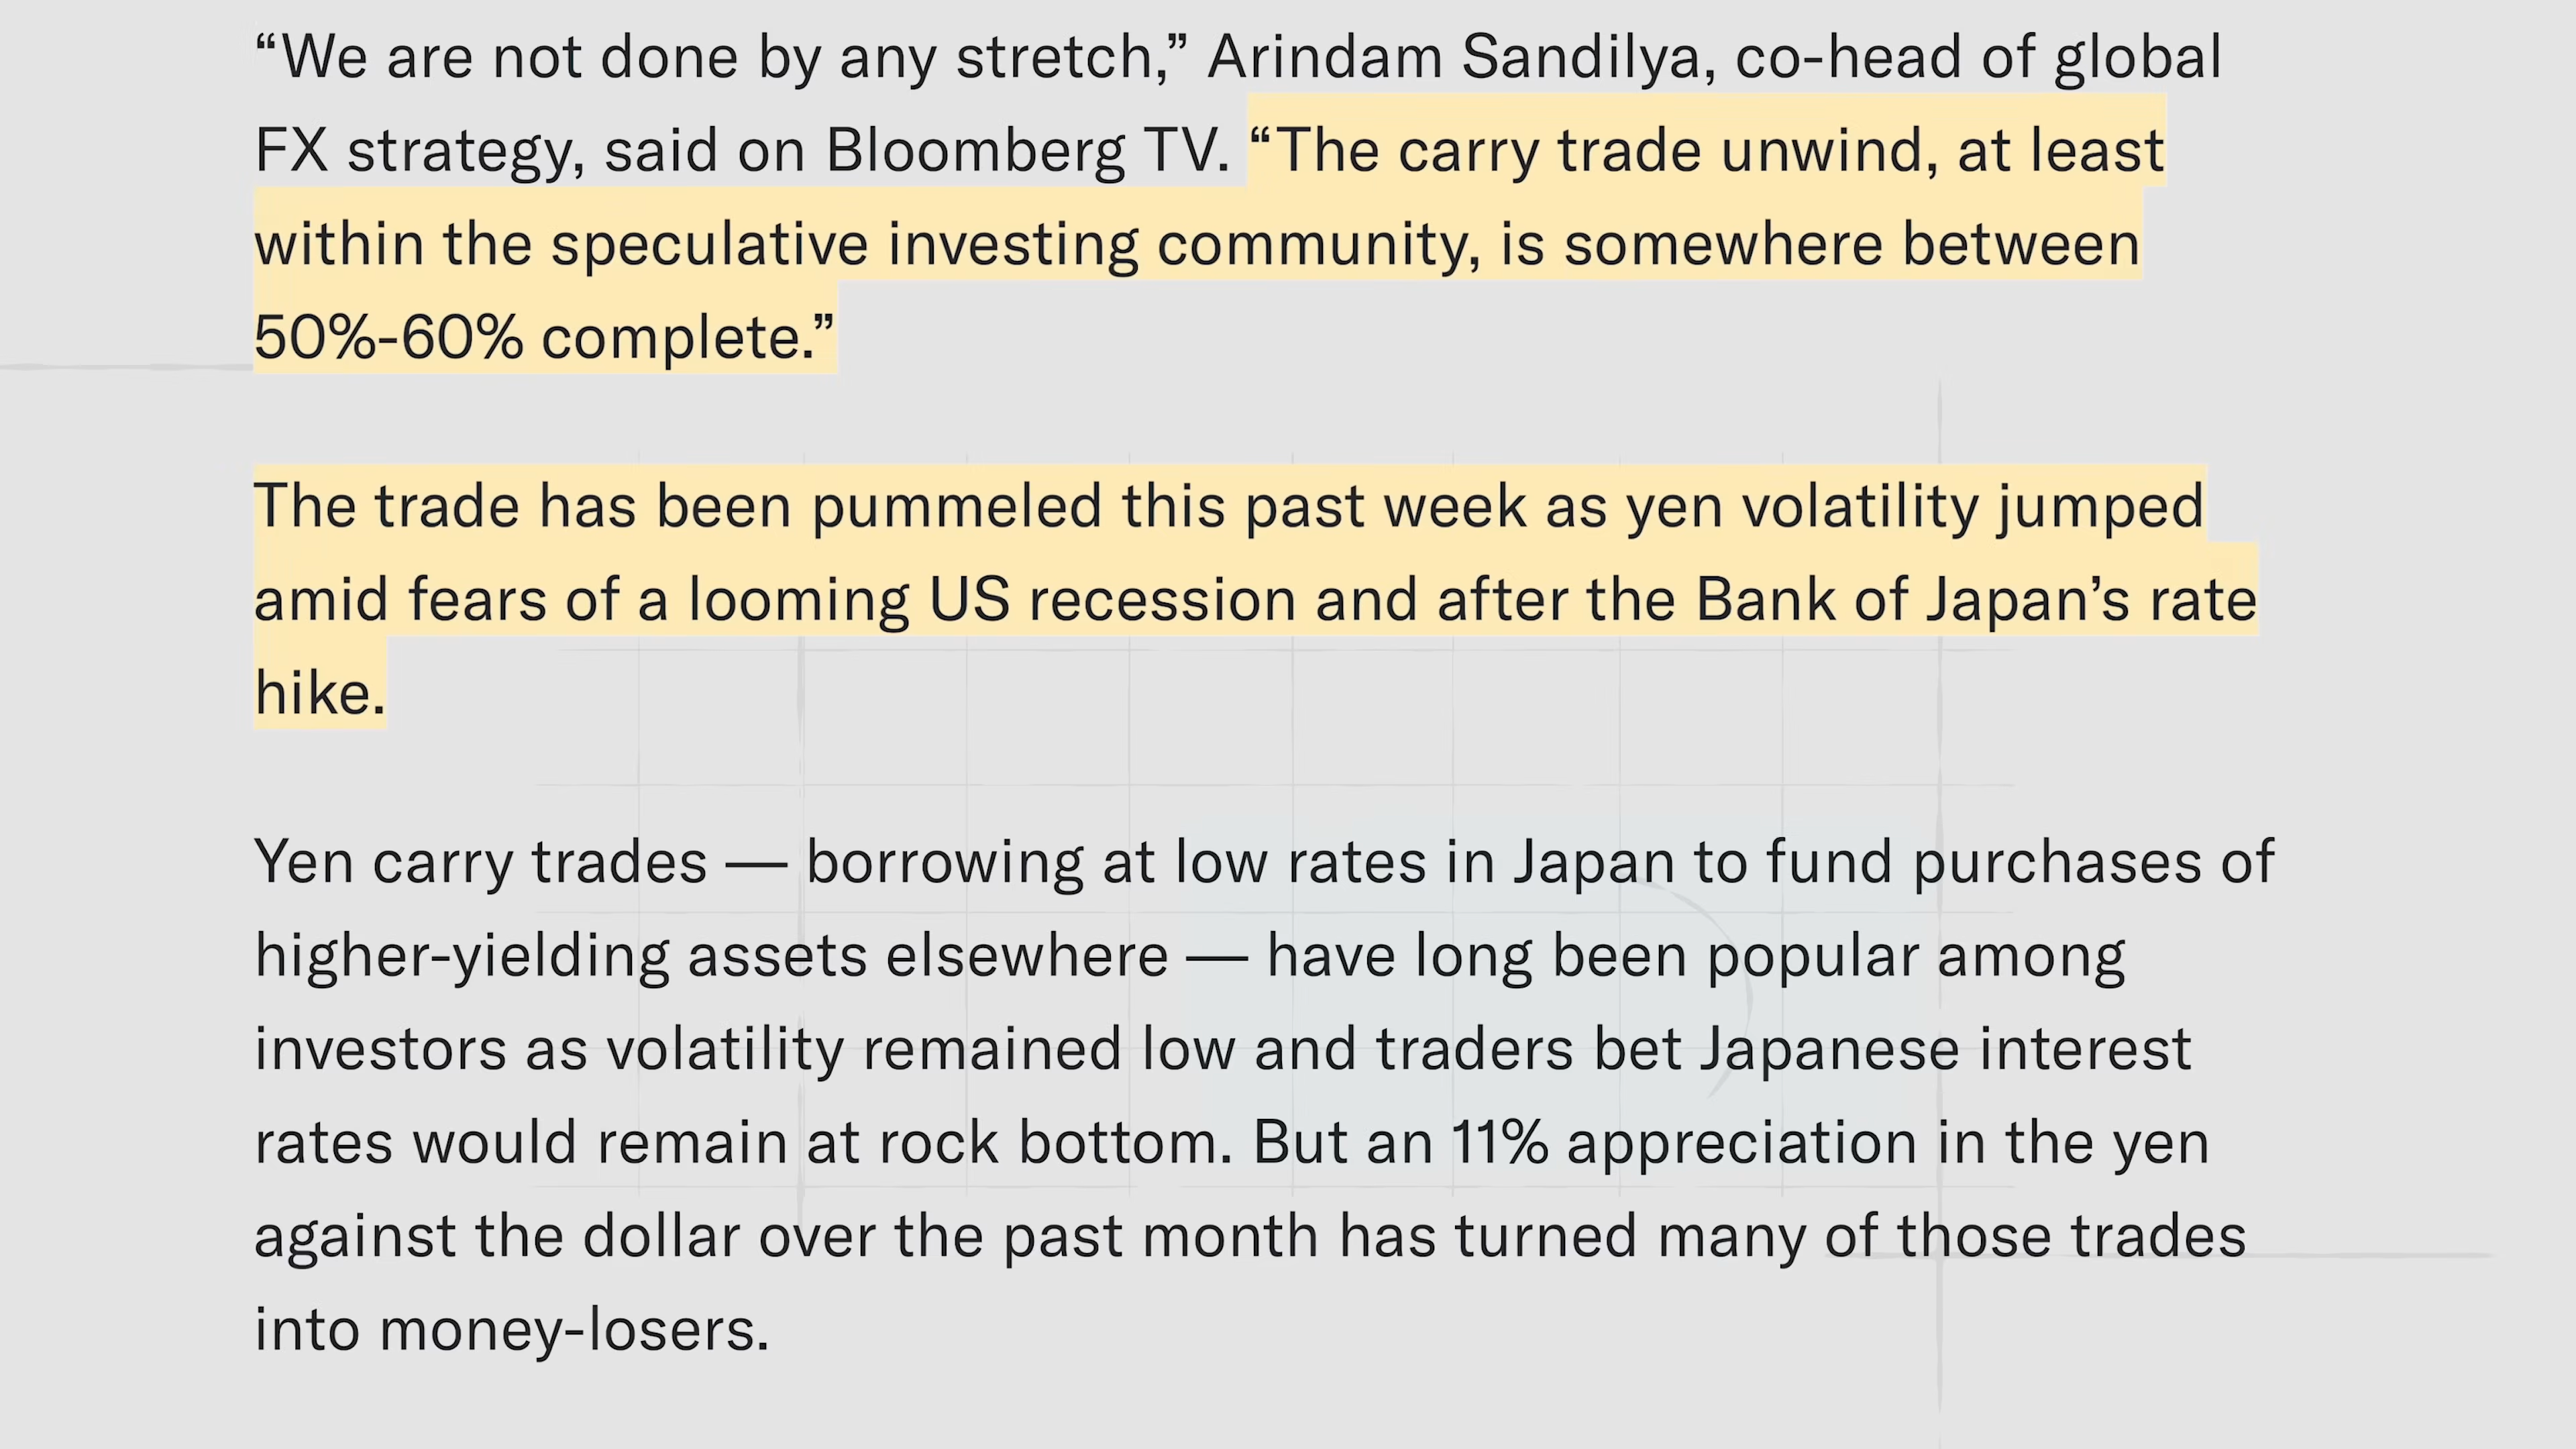 “We are not done by any stretch,” Arindam Sandilya, co-head of global
FX strategy, said on Bloomberg TV. “The carry trade unwind, at least
within the speculative investing community, is somewhere between
50%-60% complete.”
The trade has been pummeled this past week as yen volatility jumped
amid fears of a looming US recession and after the Bank of Japan’s rate
hike.
Yen carry trades — borrowing at low rates in Japan to fund purchases of
higher-yielding assets elsewhere — have long been popular among
investors as volatility remained low and traders bet Japanese interest
rates would remain at rock bottom. But an 11% appreciation in the yen
against the dollar over the past month has turned many of those trades
into money-losers.